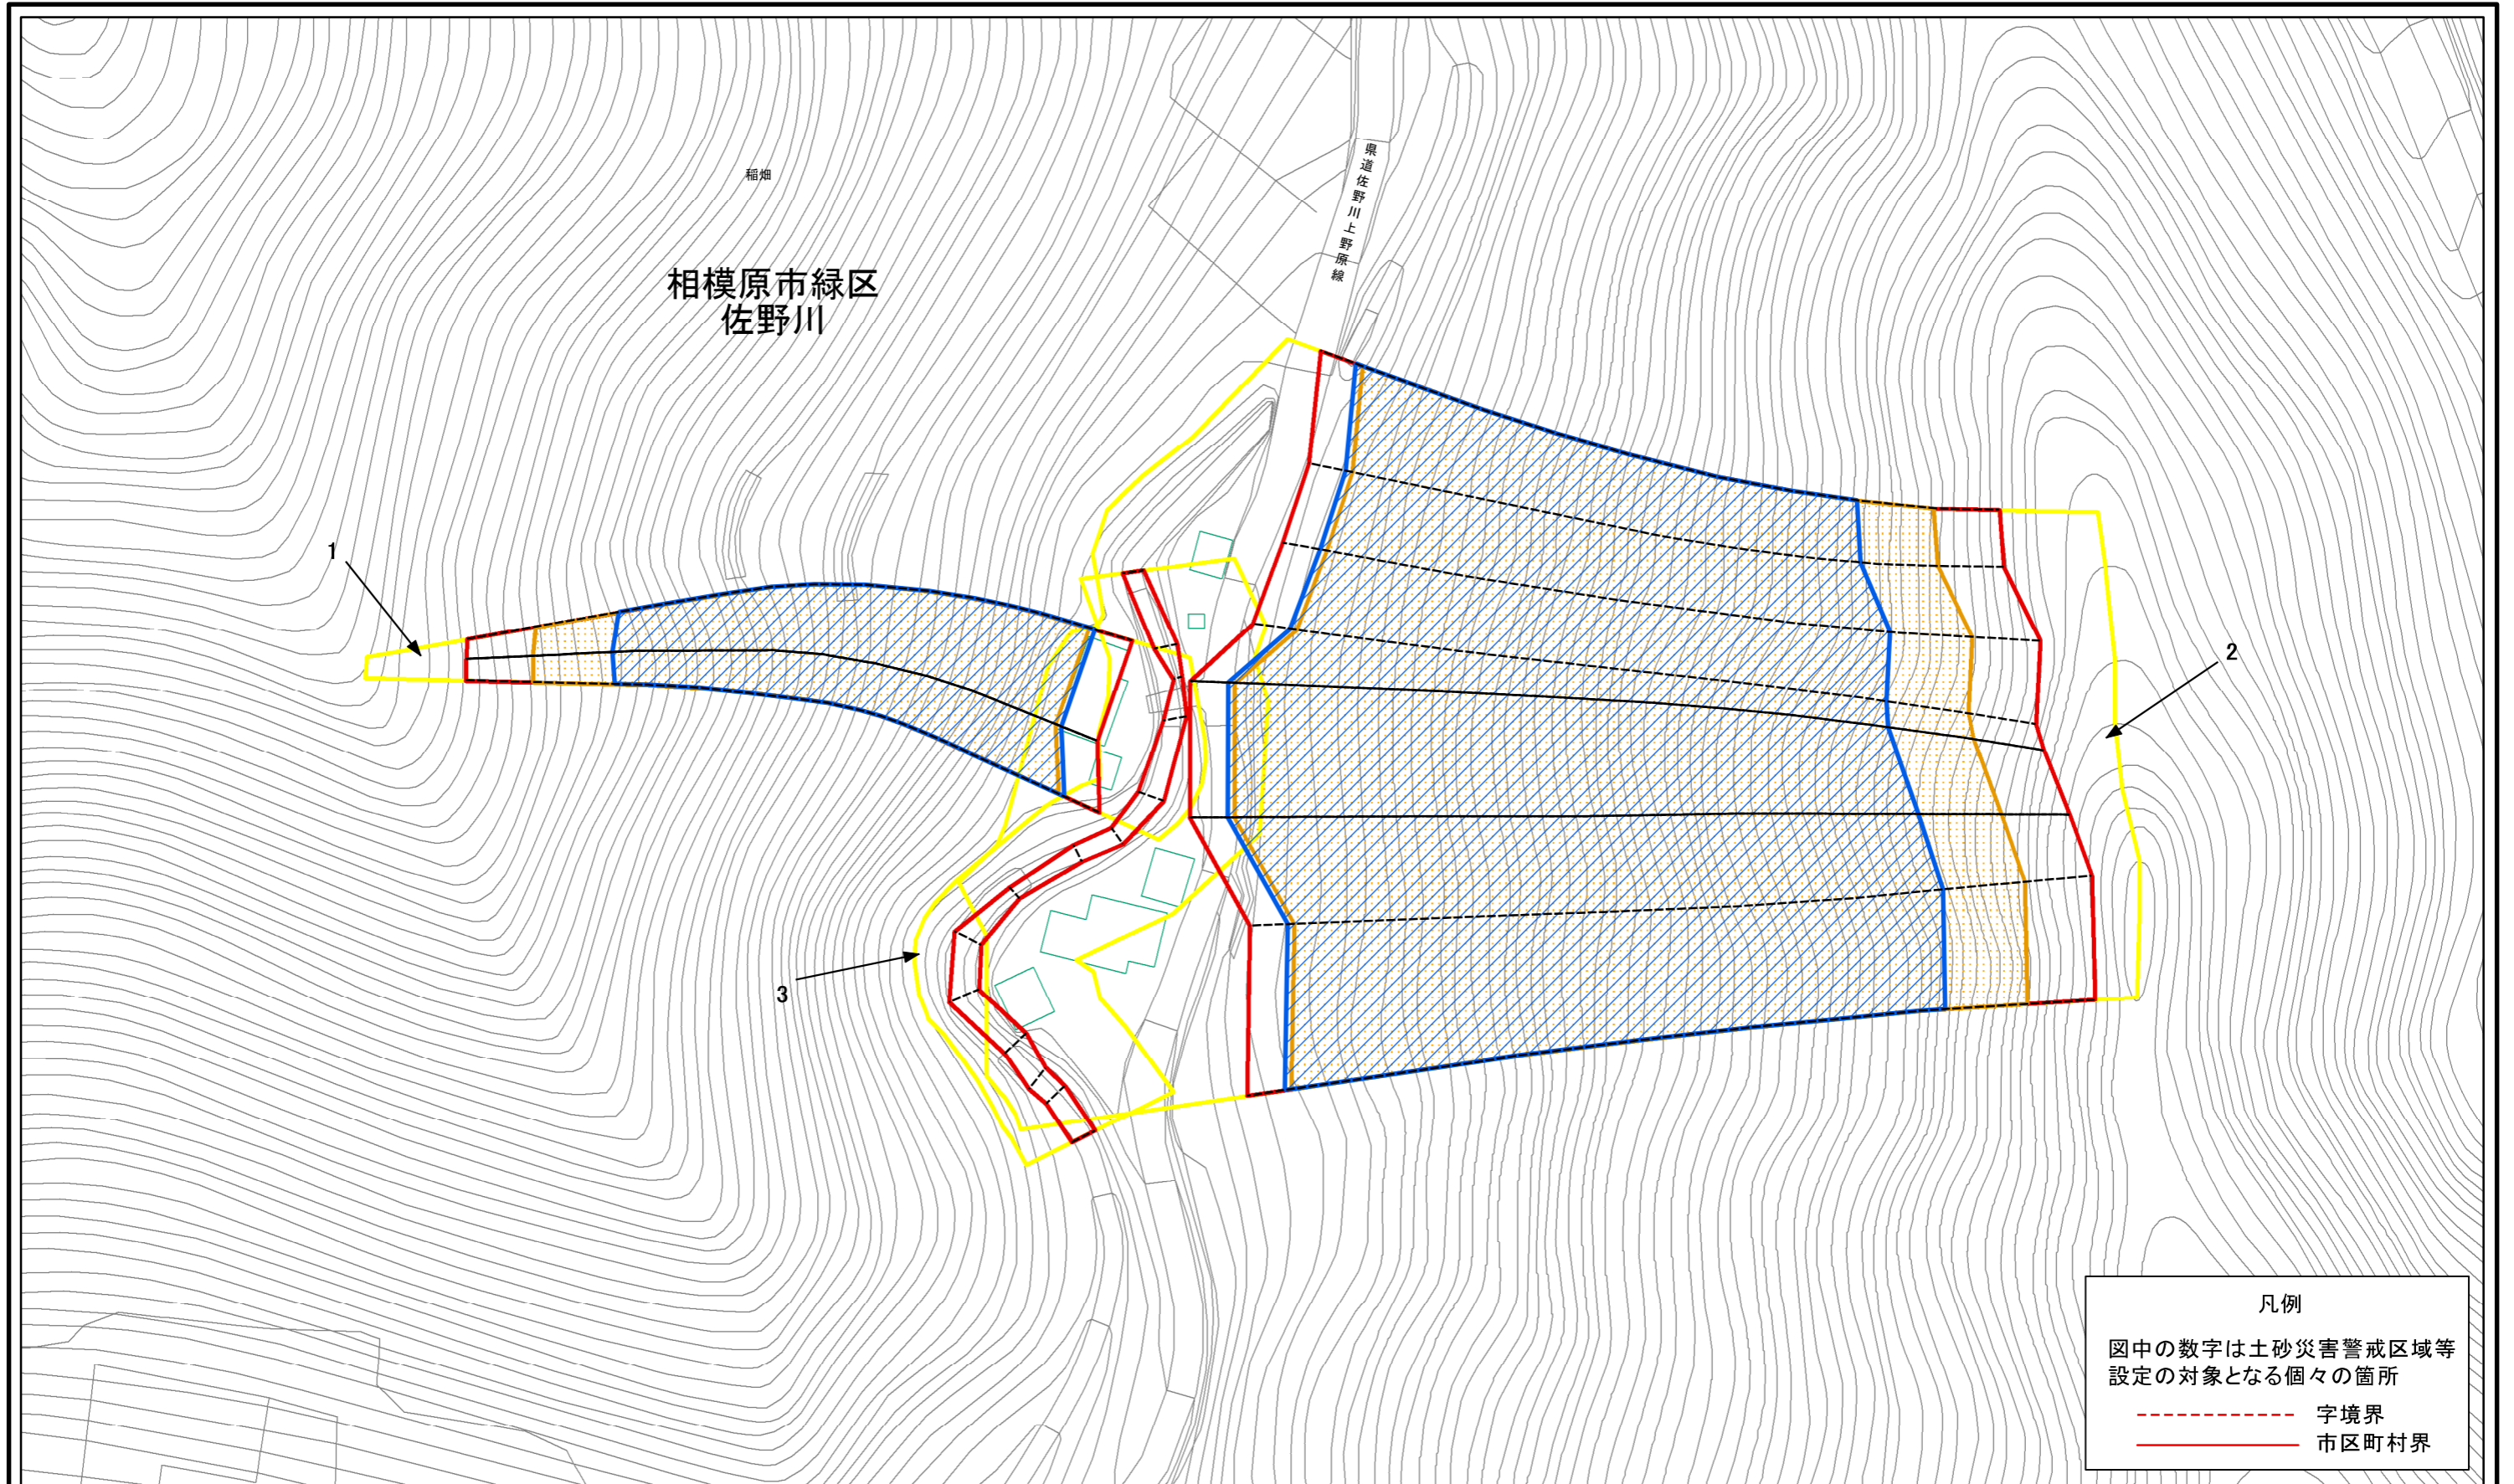 稲畑
県道佐野川上野原線
相模原市緑区
佐野川
1
2
3
凡例
図中の数字は土砂災害警戒区域等
設定の対象となる個々の箇所
字境界
市区町村界